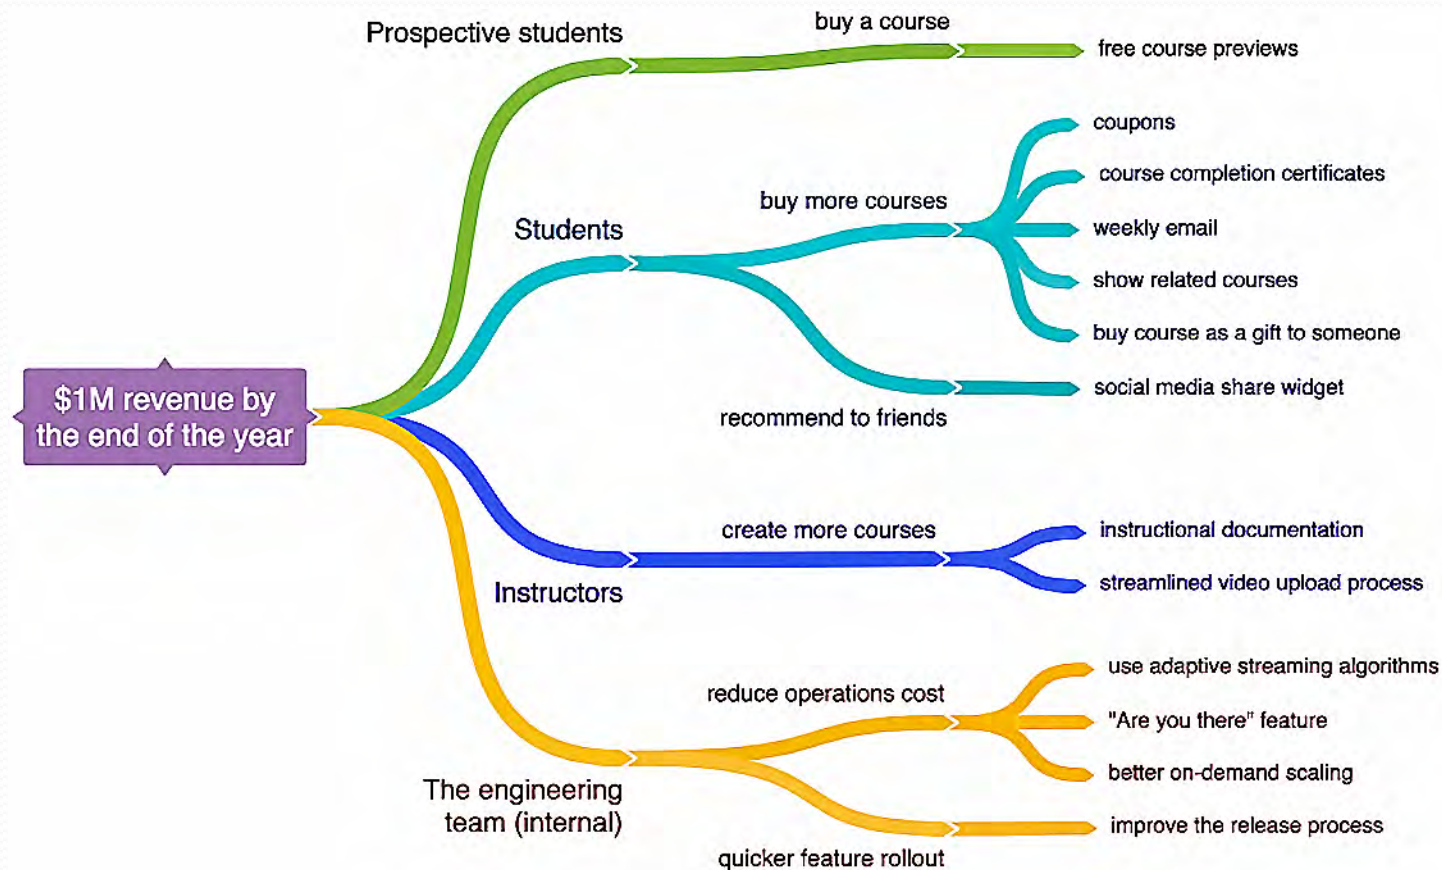 Prospective students
buy a course
free course previews
coupons
course completion certificates
buy more courses
Students
weekly email
show related courses
buy course as a gift to someone
social media share widget
recommend to friends
$1M revenue by
the end of the year
create more courses
instructional documentation
streamlined video upload process
Instructors
use adaptive streaming algorithms
reduce operations cost
"Are you there" feature
better on-demand scaling
The engineering
team (internal)
improve the release process
quicker feature rollout